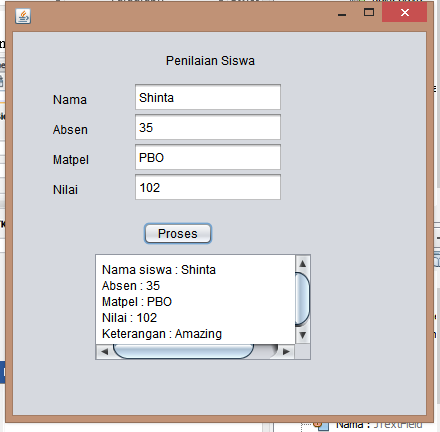 Penilaian Siswa
Nama Shinta
Absen 35
Matpel PBO
Nilai 102
Proses
Nama siswa : Shinta
Absen : 35
Matpel : PBO
Nilai : 102
Keterangan : Amazing
Nama : JTextField